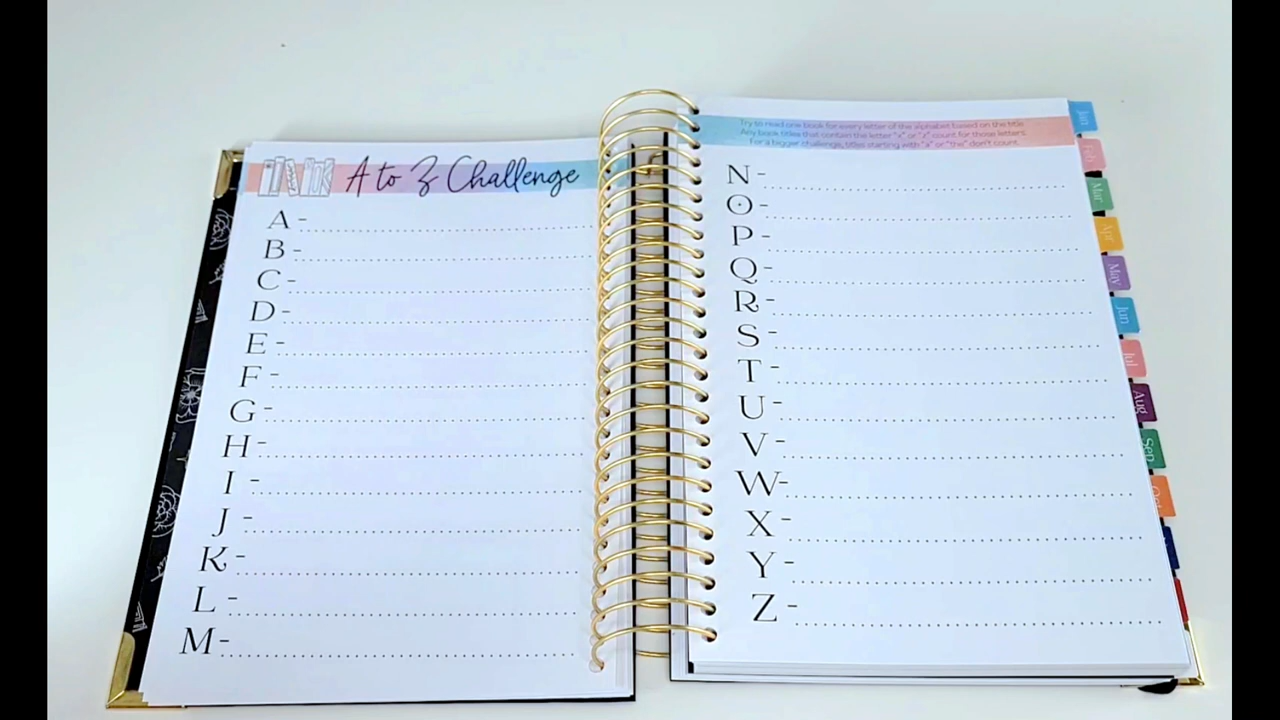 A to Z Challenge
A -
B -
C -
D -
E -
F -
G -
H -
I -
J -
K -
L -
M -
Try to read one book for every letter of the alphabet based on the title.
Any book titles that contain the letter "x" or "z" count for those letters.
For a bigger challenge, titles starting with "a" or "the" don't count.
N -
O -
P -
Q -
R -
S -
T -
U -
V -
W -
X -
Y -
Z -
Jan
Feb
Mar
Apr
May
Jun
Jul
Aug
Sep
Oct